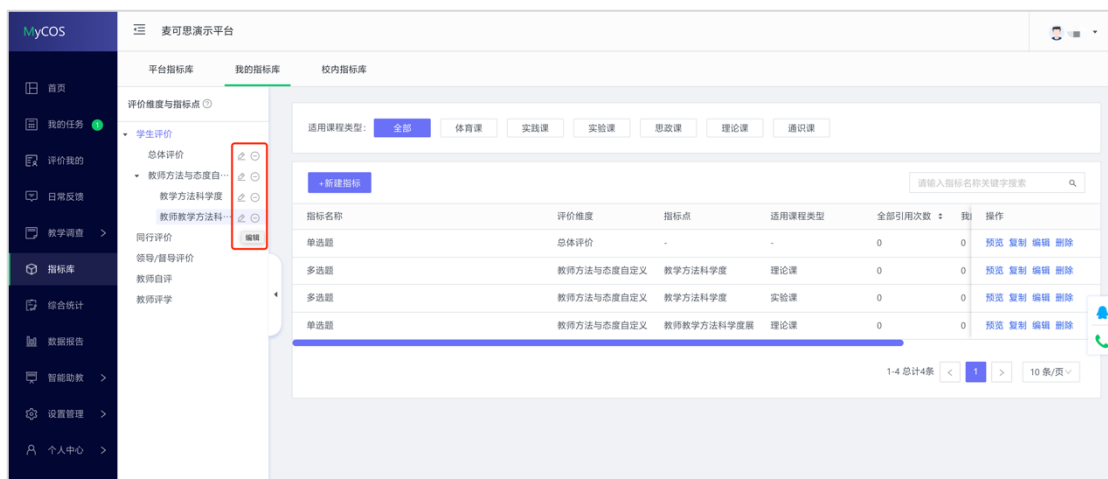 MyCOS
麦可思演示平台
平台指标库 我的指标库 校内指标库
首页
我的任务 1
评价我的
日常反馈
教学调查
指标库
综合统计
数据报告
智能助教
设置管理
个人中心
评价维度与指标点
学生评价
总体评价
教师方法与态度自…
教学方法科学度
教师教学方法科…
编辑
同行评价
领导/督导评价
教师自评
教师评学
适用课程类型: 全部 体育课 实践课 实验课 思政课 理论课 通识课
+新建指标 请输入指标名称关键字搜索
指标名称 评价维度 指标点 适用课程类型 全部引用次数 操作
单选题 总体评价 - - 0 0 预览 复制 编辑 删除
多选题 教师方法与态度自定义 教学方法科学度 理论课 0 0 预览 复制 编辑 删除
多选题 教师方法与态度自定义 教学方法科学度 实验课 0 0 预览 复制 编辑 删除
单选题 教师方法与态度自定义 教师教学方法科学度展 理论课 0 0 预览 复制 编辑 删除
1-4 总计4条 < 1 > 10 条/页